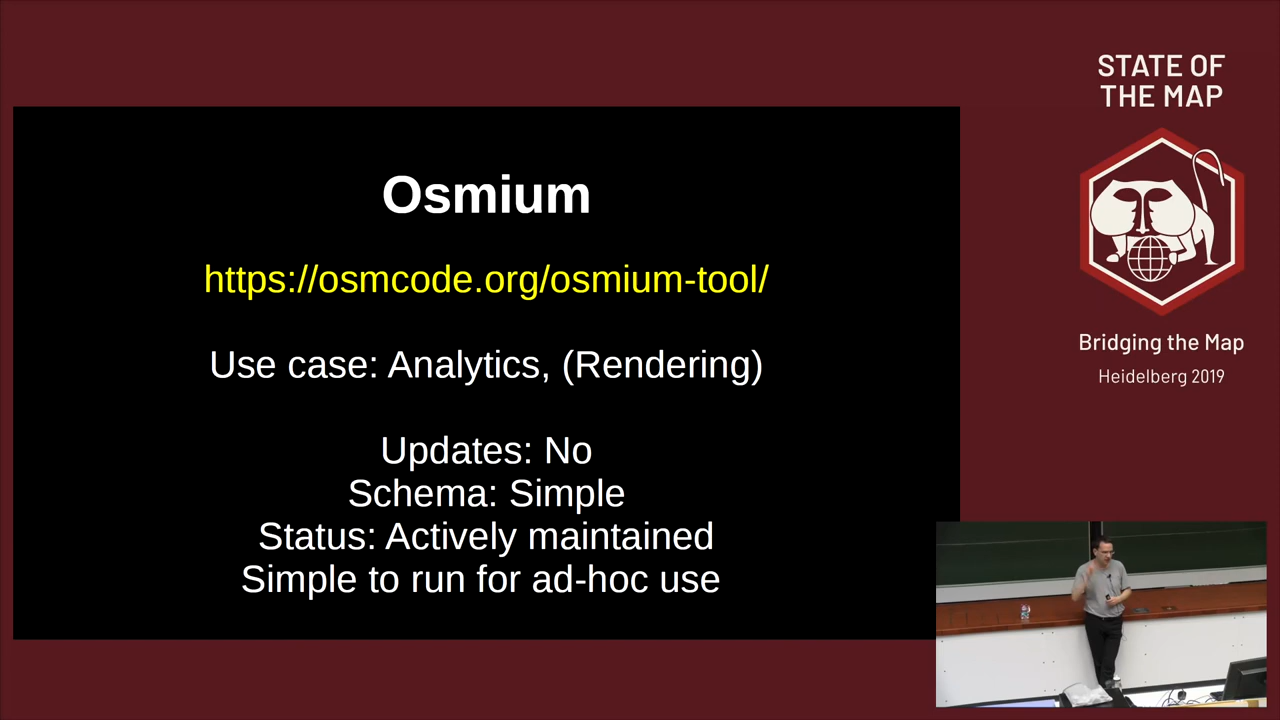 STATE OF
THE MAP
Osmium
https://osmcode.org/osmium-tool/
Use case: Analytics, (Rendering)
Updates: No
Schema: Simple
Status: Actively maintained
Simple to run for ad-hoc use
Bridging the Map
Heidelberg 2019